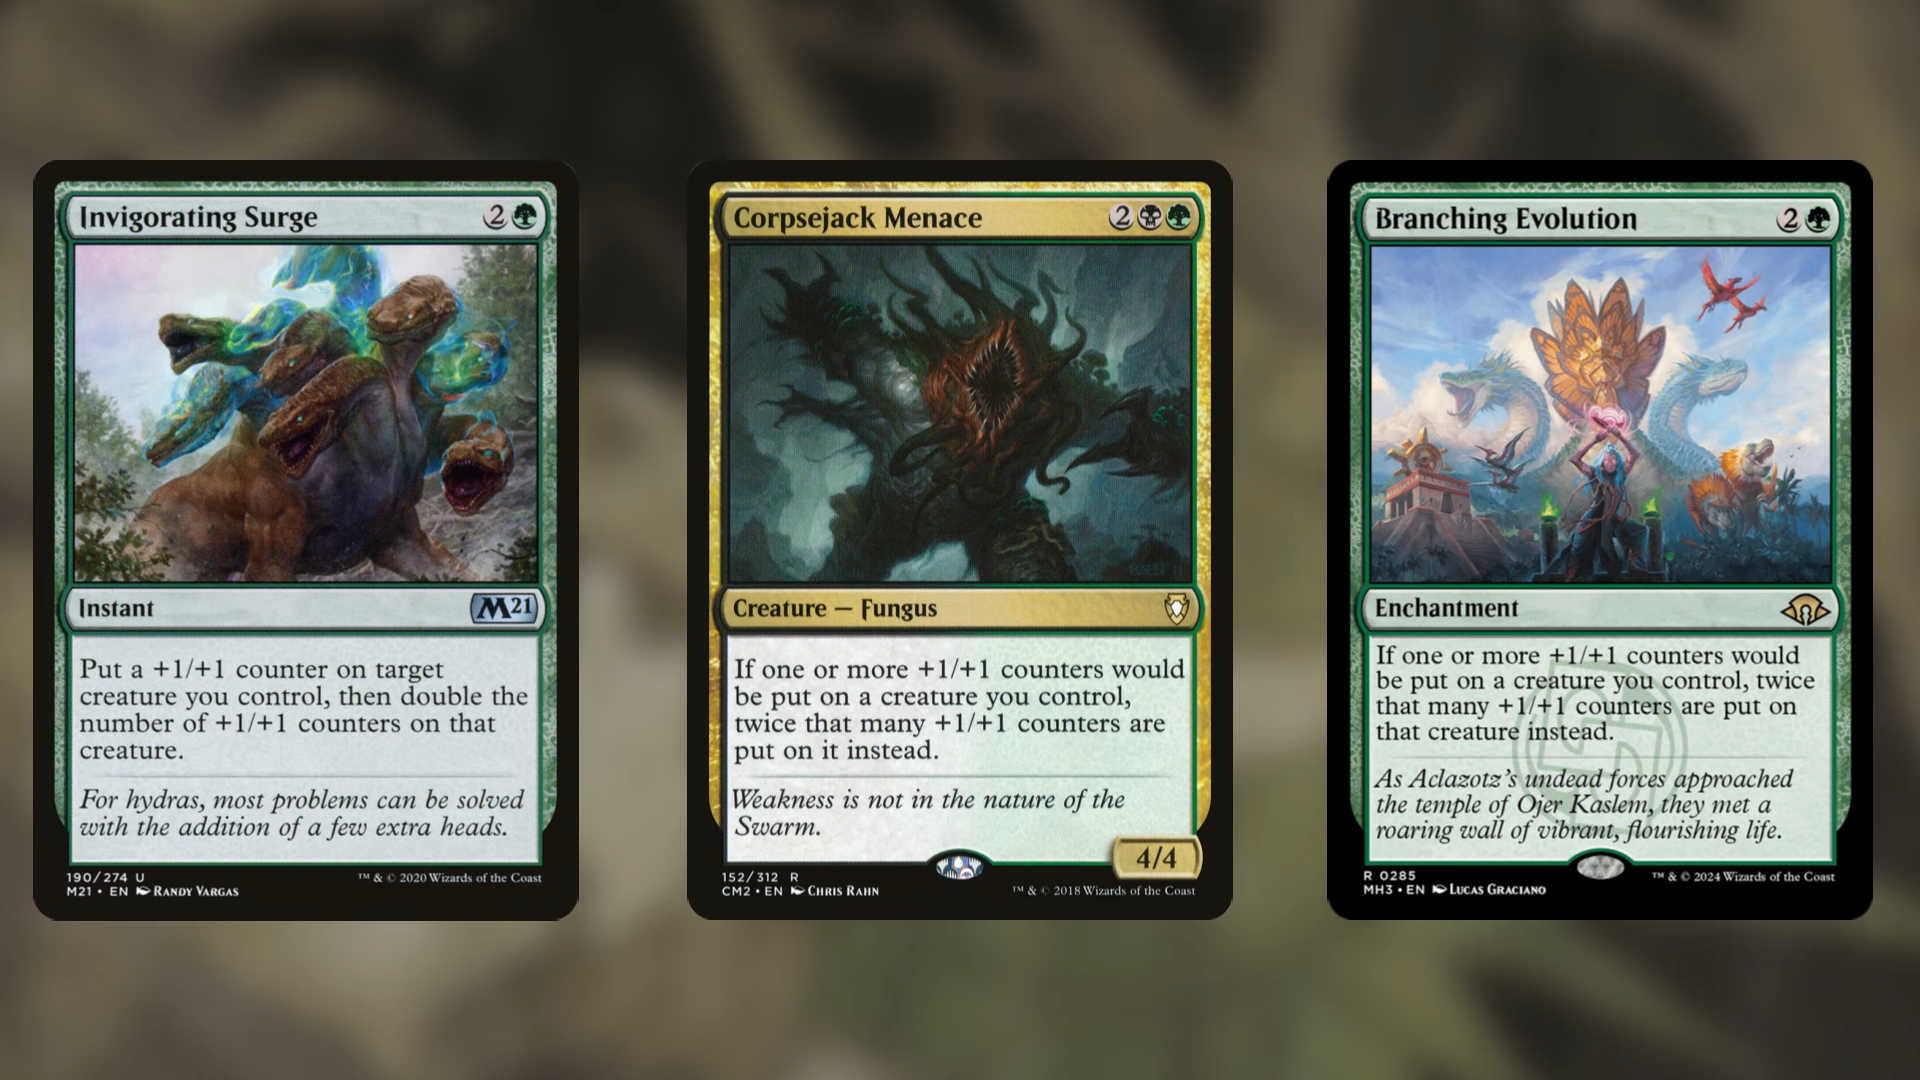 Invigorating Surge 2
Instant M21
Put a +1/+1 counter on target
creature you control, then double the
number of +1/+1 counters on that
creature.
For hydras, most problems can be solved
with the addition of a few extra heads.
190/274 U
M21 • EN RANDY VARGAS
™ & © 2020 Wizards of the Coast
Corpsejack Menace 2
Creature — Fungus
If one or more +1/+1 counters would
be put on a creature you control,
twice that many +1/+1 counters are
put on it instead.
Weakness is not in the nature of the
Swarm.
4/4
152/312 R
CM2 • EN CHRIS RAHN
™ & © 2018 Wizards of the Coast
Branching Evolution 2
Enchantment
If one or more +1/+1 counters would
be put on a creature you control, twice
that many +1/+1 counters are put on
that creature instead.
As Aclazotz's undead forces approached
the temple of Ojer Kaslem, they met a
roaring wall of vibrant, flourishing life.
R 0285
MH3 • EN LUCAS GRACIANO
™ & © 2024 Wizards of the Coast